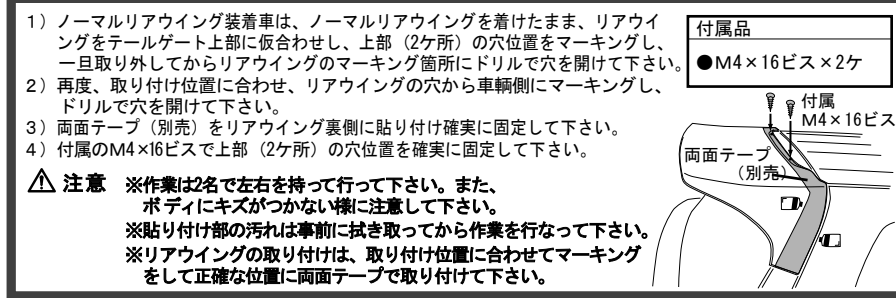 1）ノーマルリアウイング装着車は、ノーマルリアウイングを着けたまま、リアウイ
ングをテールゲート上部に仮合わせし、上部（2ケ所）の穴位置をマーキングし、
一旦取り外してからリアウイングのマーキング箇所にドリルで穴を開けて下さい。
2）再度、取り付け位置に合わせ、リアウイングの穴から車輌側にマーキングし、
ドリルで穴を開けて下さい。
3）両面テープ（別売）をリアウイング裏側に貼り付け確実に固定して下さい。
4）付属のM4×16ビスで上部（2ケ所）の穴位置を確実に固定して下さい。
⚠ 注意 ※作業は2名で左右を持って行って下さい。また、
ボディにキズがつかない様に注意して下さい。
※貼り付け部の汚れは事前に拭き取ってから作業を行なって下さい。
※リアウイングの取り付けは、取り付け位置に合わせてマーキング
をして正確な位置に両面テープで取り付けて下さい。
付属品
●M4×16ビス×2ケ
付属
M4×16ビス
両面テープ
（別売）